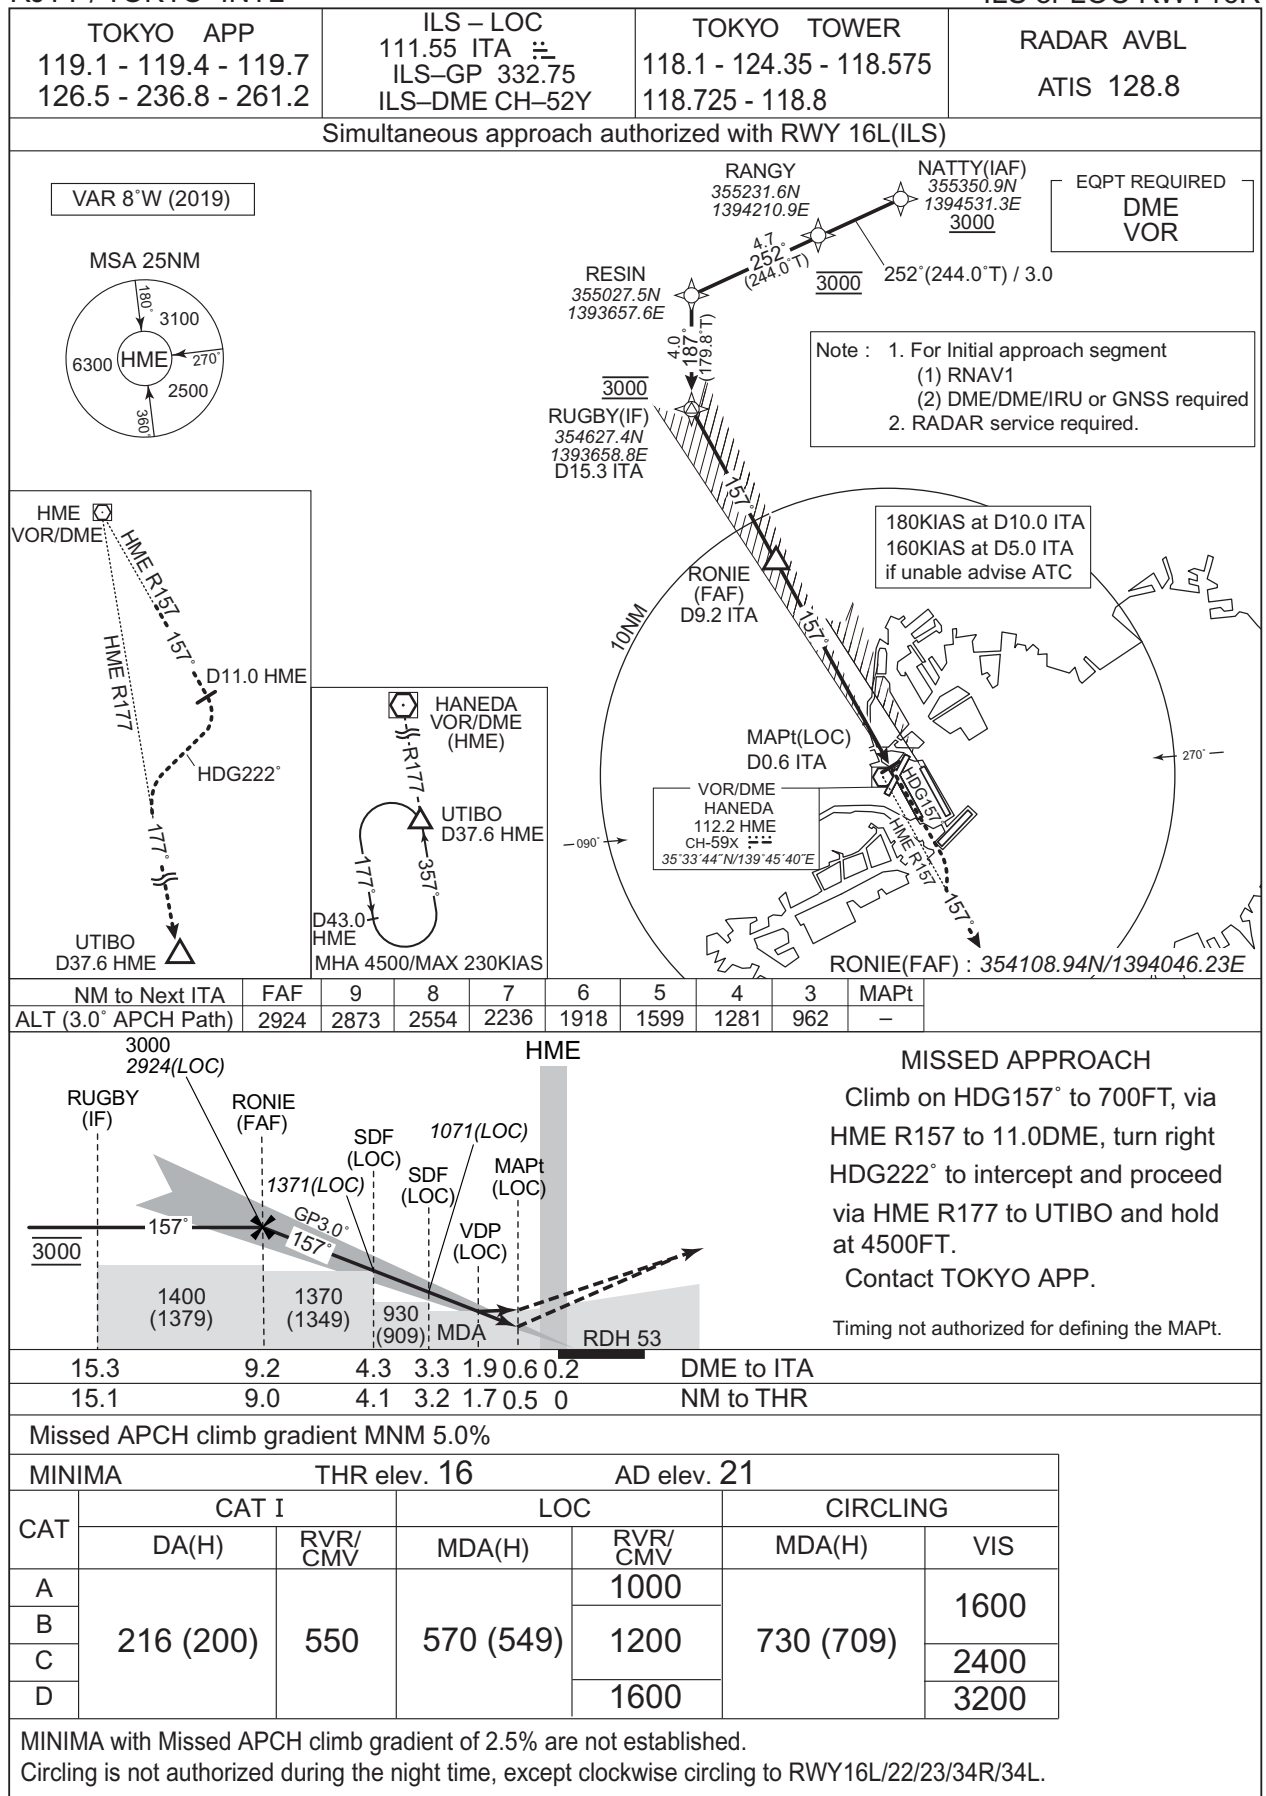 TOKYO APP
119.1 - 119.4 - 119.7
126.5 - 236.8 - 261.2
ILS – LOC
111.55 ITA
ILS–GP 332.75
ILS–DME CH–52Y
TOKYO TOWER
118.1 - 124.35 - 118.575
118.725 - 118.8
RADAR AVBL
ATIS 128.8
Simultaneous approach authorized with RWY 16L(ILS)
VAR 8°W (2019)
MSA 25NM
180°
3100
6300
HME
270°
2500
360°
RANGY
355231.6N
1394210.9E
NATTY(IAF)
355350.9N
1394531.3E
3000
EQPT REQUIRED
DME
VOR
4.7
252°
(244.0°T)
3000
252°(244.0°T) / 3.0
RESIN
355027.5N
1393657.6E
4.0
187°
(179.8°T)
Note : 1. For Initial approach segment
(1) RNAV1
(2) DME/DME/IRU or GNSS required
2. RADAR service required.
3000
RUGBY(IF)
354627.4N
1393658.8E
D15.3 ITA
157°
180KIAS at D10.0 ITA
160KIAS at D5.0 ITA
if unable advise ATC
RONIE
(FAF)
D9.2 ITA
10NM
157°
MAPt(LOC)
D0.6 ITA
270°
090°
VOR/DME
HANEDA
112.2 HME
CH-59X
35°33´44˝N/139°45´40˝E
HDG157°
HME R157
157°
RONIE(FAF) : 354108.94N/1394046.23E
HME
VOR/DME
HME R157
157°
HME R177
D11.0 HME
HDG222°
177°
UTIBO
D37.6 HME
HANEDA
VOR/DME
(HME)
R177
UTIBO
D37.6 HME
177°
357°
D43.0
HME
MHA 4500/MAX 230KIAS
NM to Next ITA FAF 9 8 7 6 5 4 3 MAPt
ALT (3.0° APCH Path) 2924 2873 2554 2236 1918 1599 1281 962 –
3000
2924(LOC)
HME
RUGBY
(IF)
RONIE
(FAF)
SDF
(LOC)
1071(LOC)
SDF
(LOC)
MAPt
(LOC)
1371(LOC)
VDP
(LOC)
GP3.0°
157°
157°
3000
1400
(1379)
1370
(1349)
930
(909)
MDA
RDH 53
MISSED APPROACH
Climb on HDG157° to 700FT, via
HME R157 to 11.0DME, turn right
HDG222° to intercept and proceed
via HME R177 to UTIBO and hold
at 4500FT.
Contact TOKYO APP.
Timing not authorized for defining the MAPt.
15.3 9.2 4.3 3.3 1.9 0.6 0.2 DME to ITA
15.1 9.0 4.1 3.2 1.7 0.5 0 NM to THR
Missed APCH climb gradient MNM 5.0%
MINIMA THR elev. 16 AD elev. 21
CAT CAT I LOC CIRCLING
DA(H) RVR/CMV MDA(H) RVR/CMV MDA(H) VIS
A 1000
B 216 (200) 550 570 (549) 1200 730 (709) 1600
C 2400
D 1600 3200
MINIMA with Missed APCH climb gradient of 2.5% are not established.
Circling is not authorized during the night time, except clockwise circling to RWY16L/22/23/34R/34L.